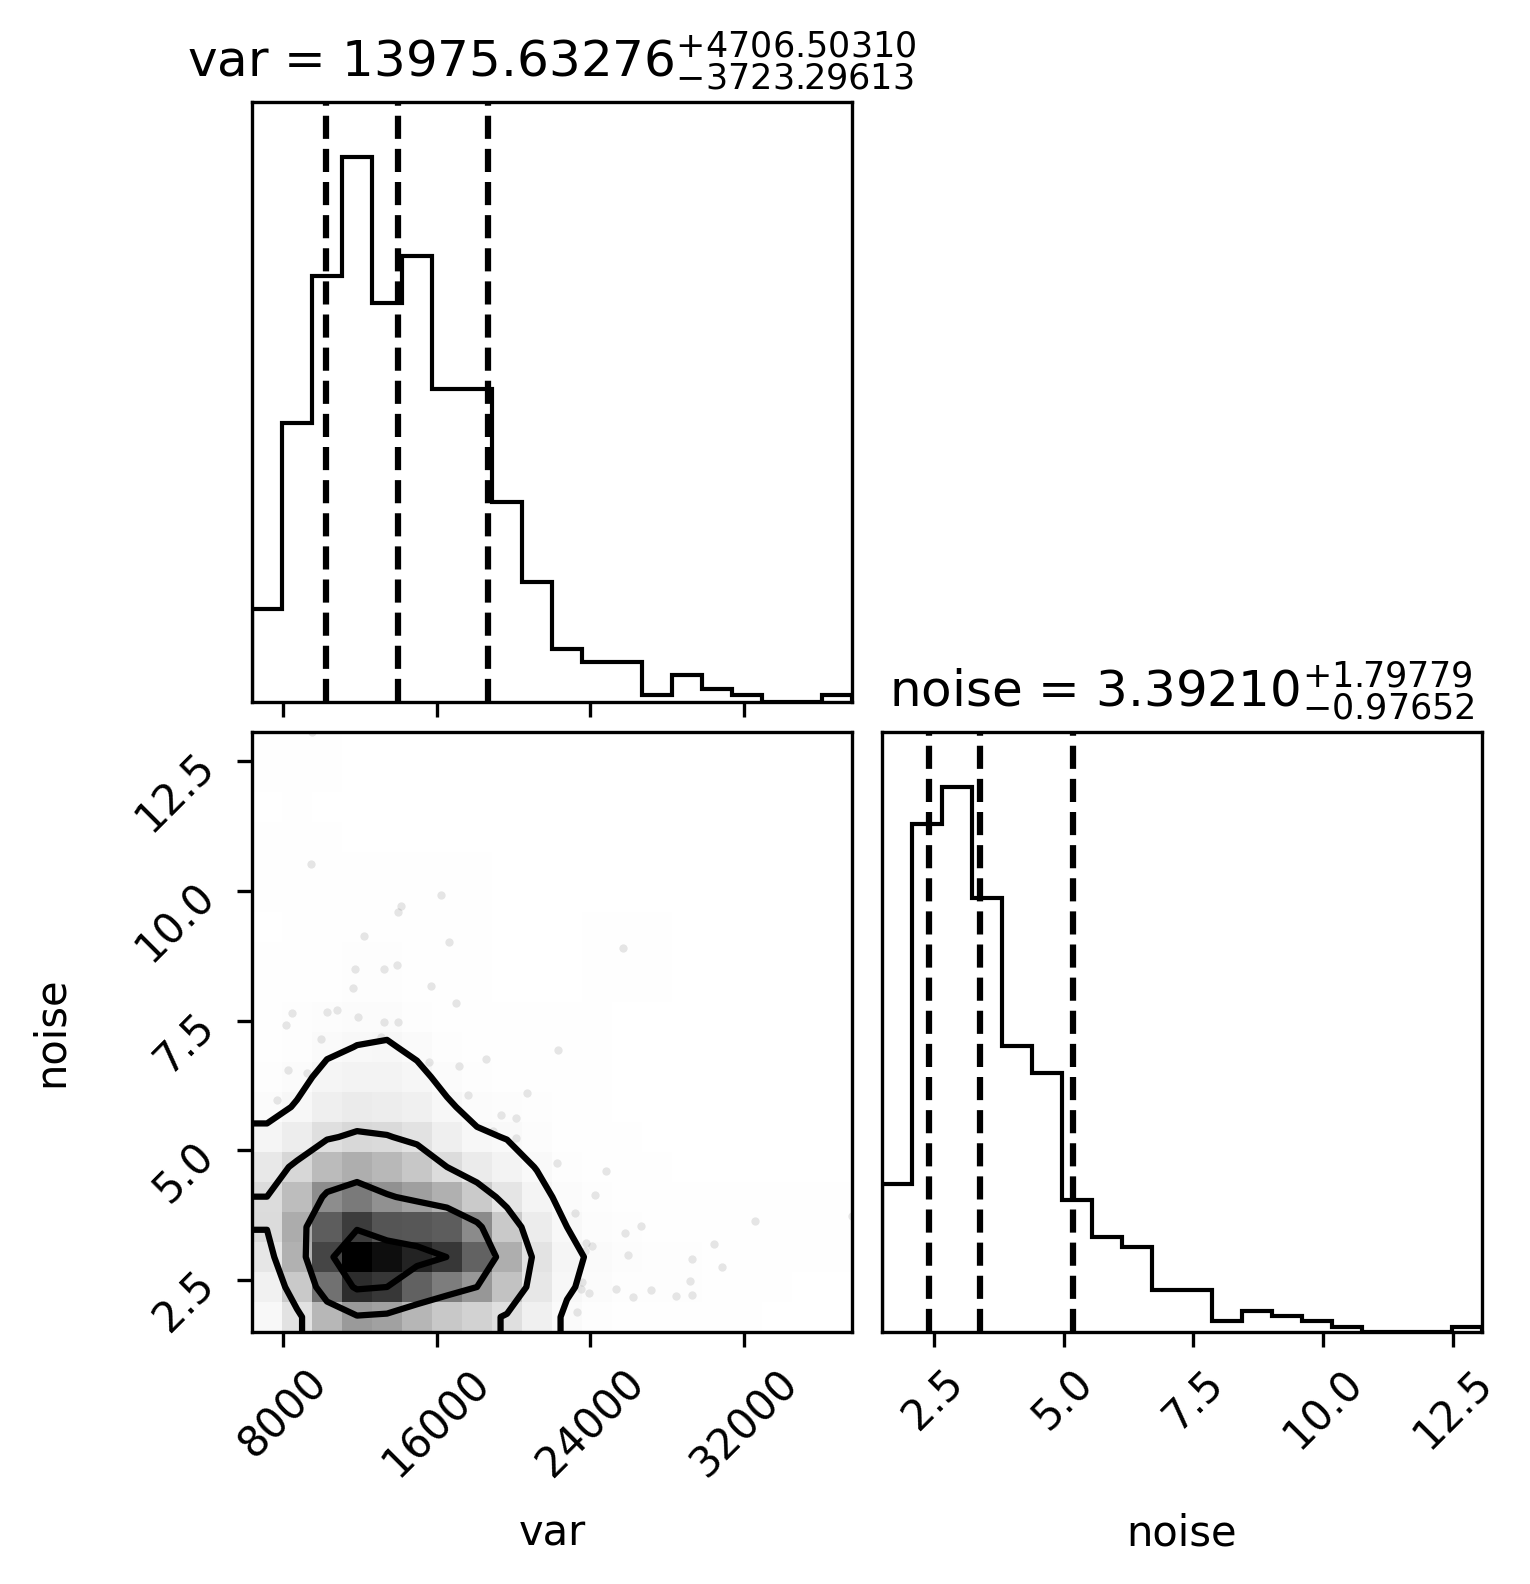 var = 13975.63276+4706.50310−3723.29613
noise = 3.39210+1.79779−0.97652
12.5
10.0
7.5
5.0
2.5
noise
8000 16000 24000 32000
var
2.5 5.0 7.5 10.0 12.5
noise